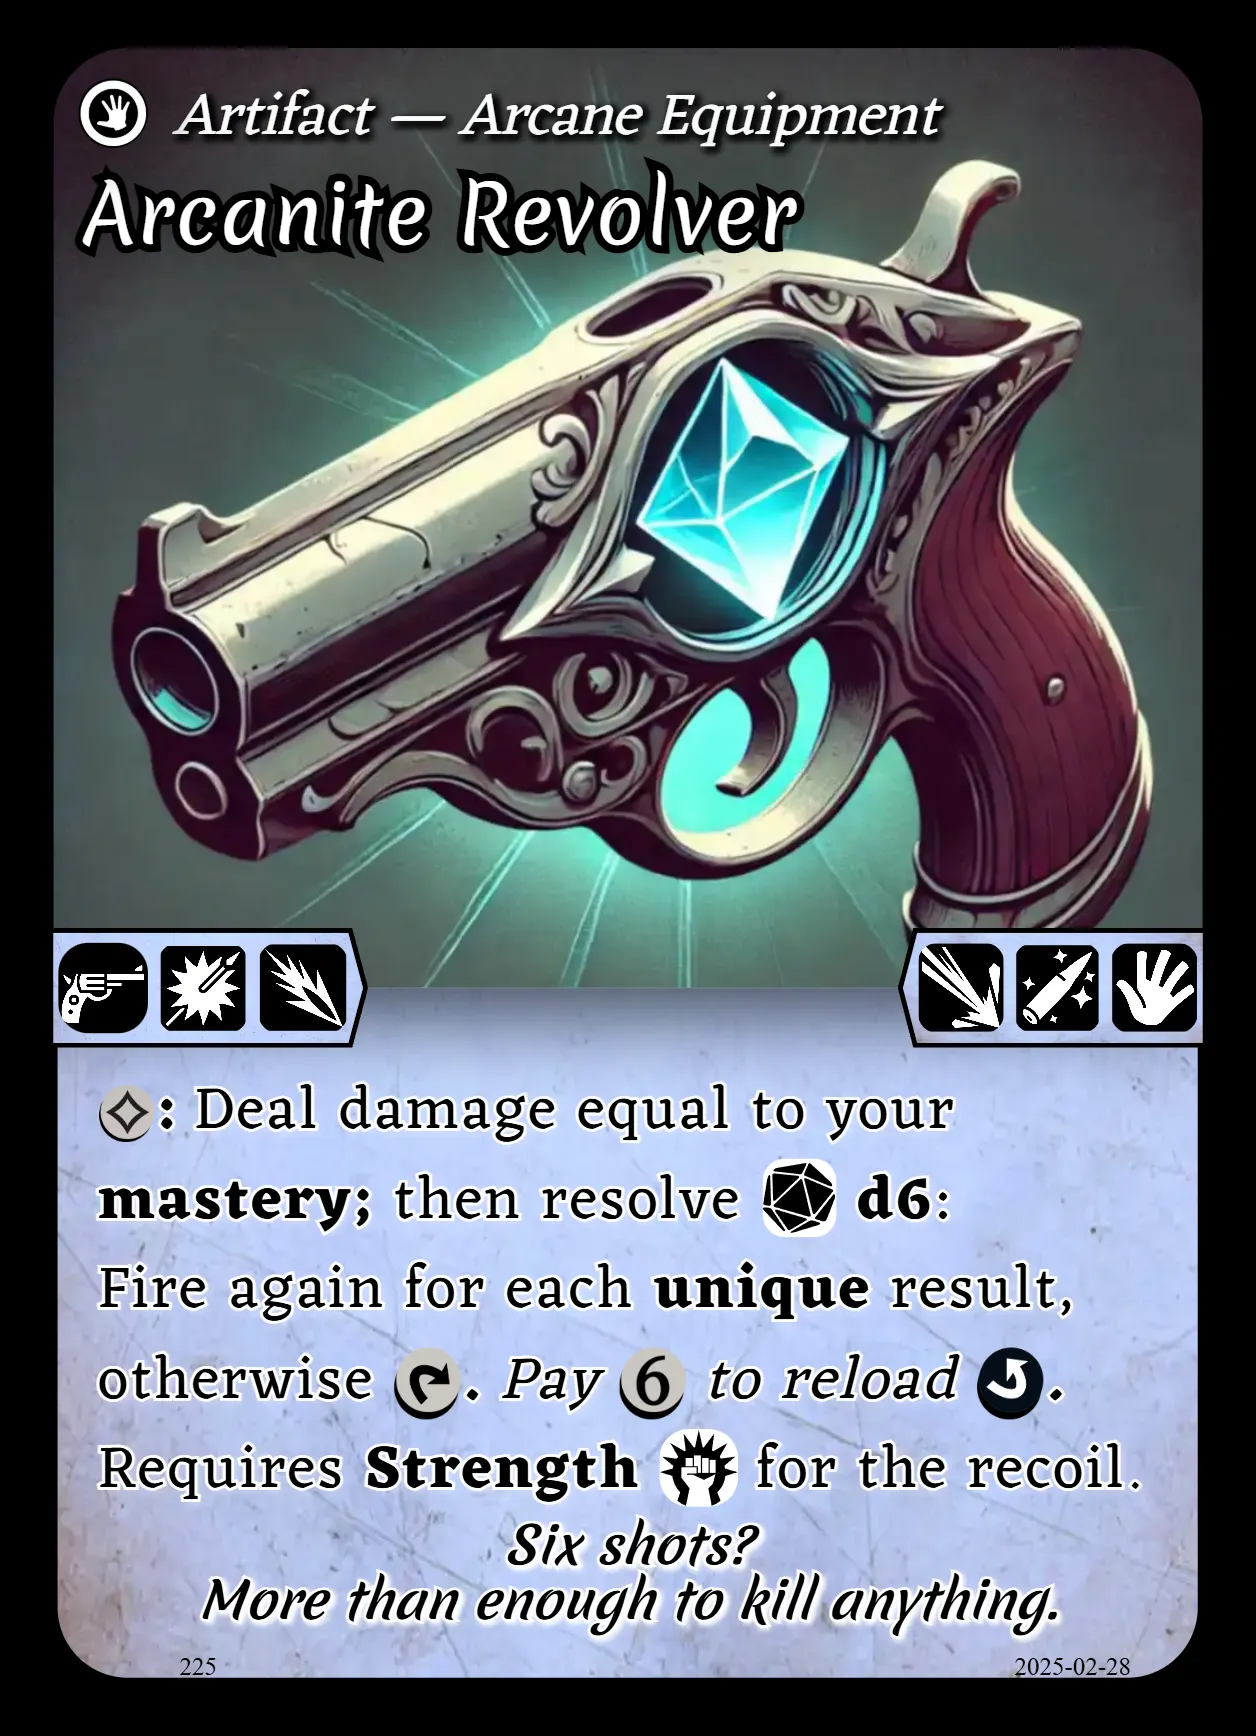 Artifact — Arcane Equipment
Arcanite Revolver
: Deal damage equal to your
mastery; then resolve d6:
Fire again for each unique result,
otherwise . Pay 6 to reload .
Requires Strength for the recoil.
Six shots?
More than enough to kill anything.
225
2025-02-28